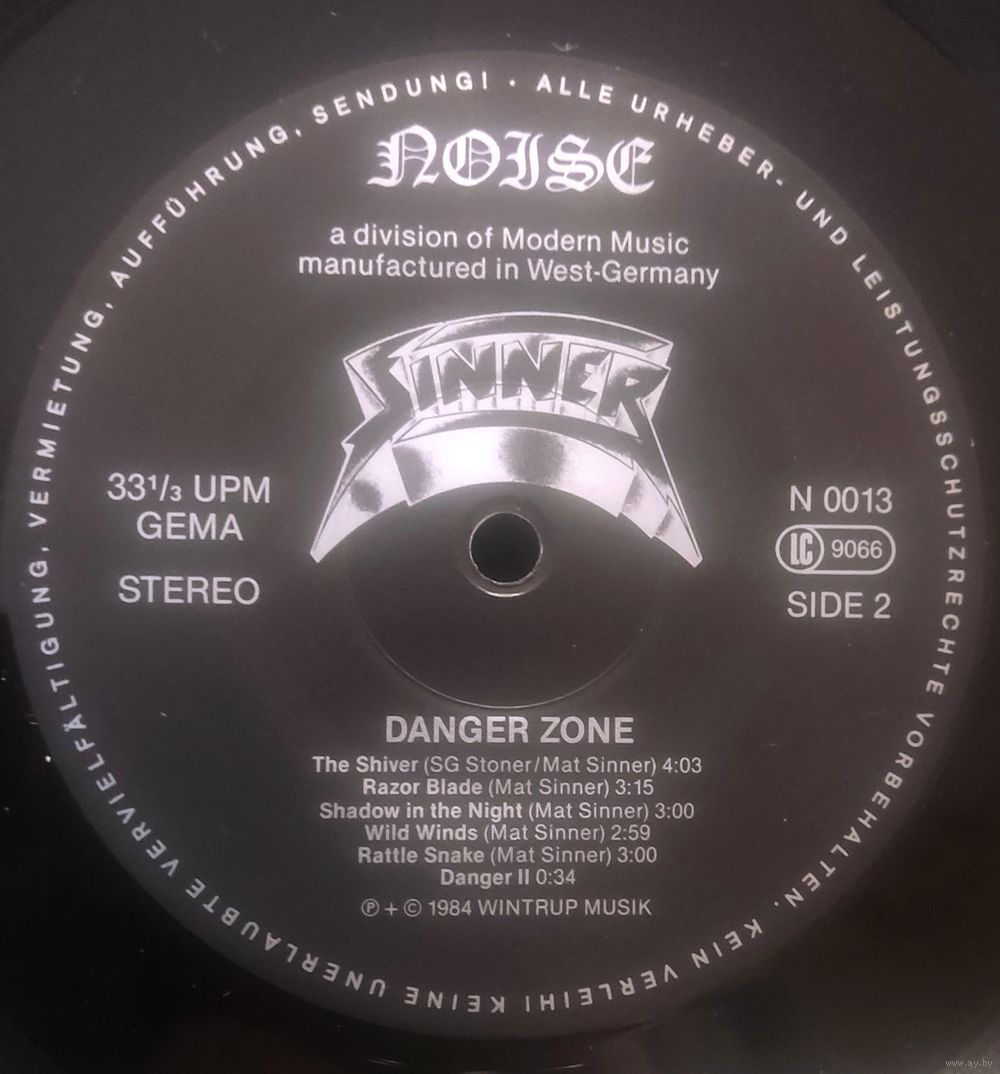 ALLE URHEBER- UND LEISTUNGSSCHUTZRECHTE VORBEHALTEN. KEIN VERLEIH! KEINE UNERLAUBTE VERVIELFÄLTIGUNG, VERMIETUNG, AUFFÜHRUNG, SENDUNG! ·
NOISE
a division of Modern Music
manufactured in West-Germany
SINNER
33¹/₃ UPM
GEMA
STEREO
N 0013
LC 9066
SIDE 2
DANGER ZONE
The Shiver (SG Stoner/Mat Sinner) 4:03
Razor Blade (Mat Sinner) 3:15
Shadow in the Night (Mat Sinner) 3:00
Wild Winds (Mat Sinner) 2:59
Rattle Snake (Mat Sinner) 3:00
Danger II 0:34
℗ + © 1984 WINTRUP MUSIK
www.ay.by